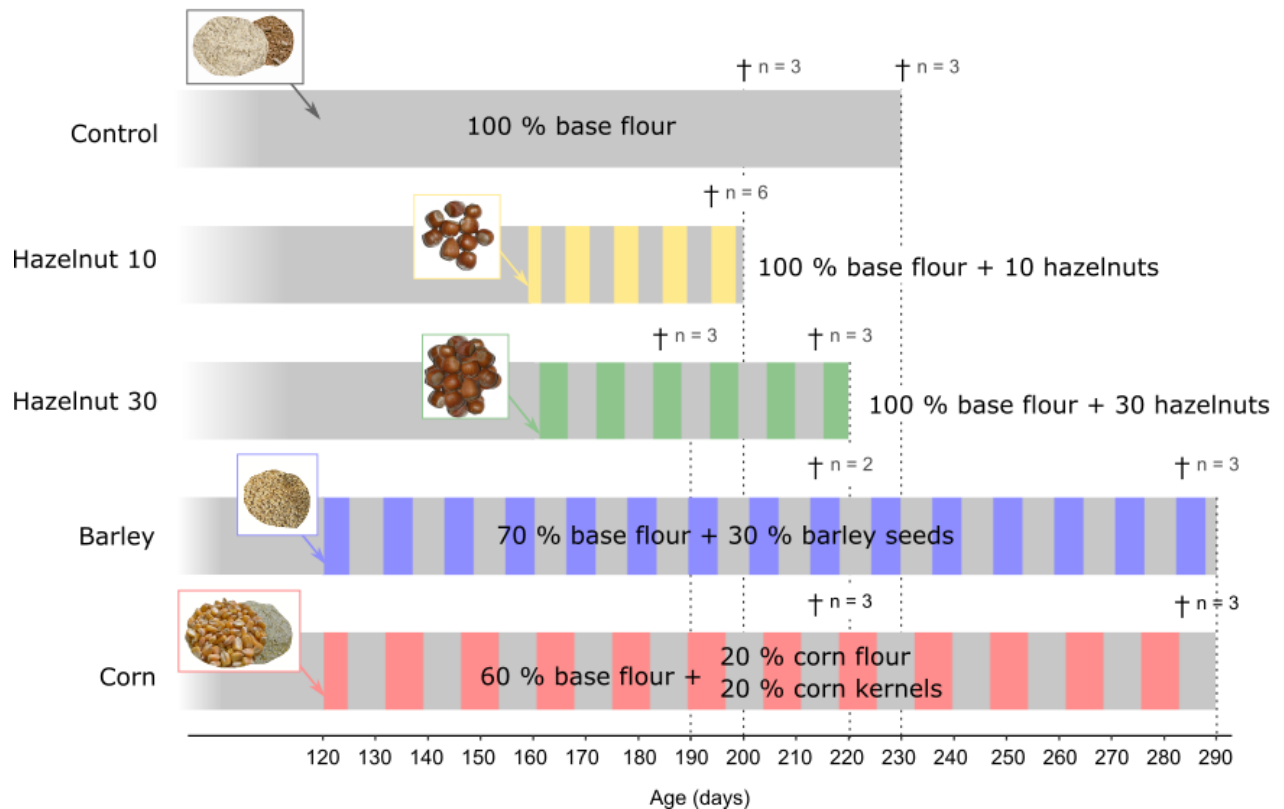 † n = 3 † n = 3
Control
100 % base flour
† n = 6
Hazelnut 10
100 % base flour + 10 hazelnuts
† n = 3 † n = 3
Hazelnut 30
100 % base flour + 30 hazelnuts
† n = 2 † n = 3
Barley
70 % base flour + 30 % barley seeds
† n = 3 † n = 3
Corn
60 % base flour +
20 % corn flour
20 % corn kernels
120 130 140 150 160 170 180 190 200 210 220 230 240 250 260 270 280 290
Age (days)